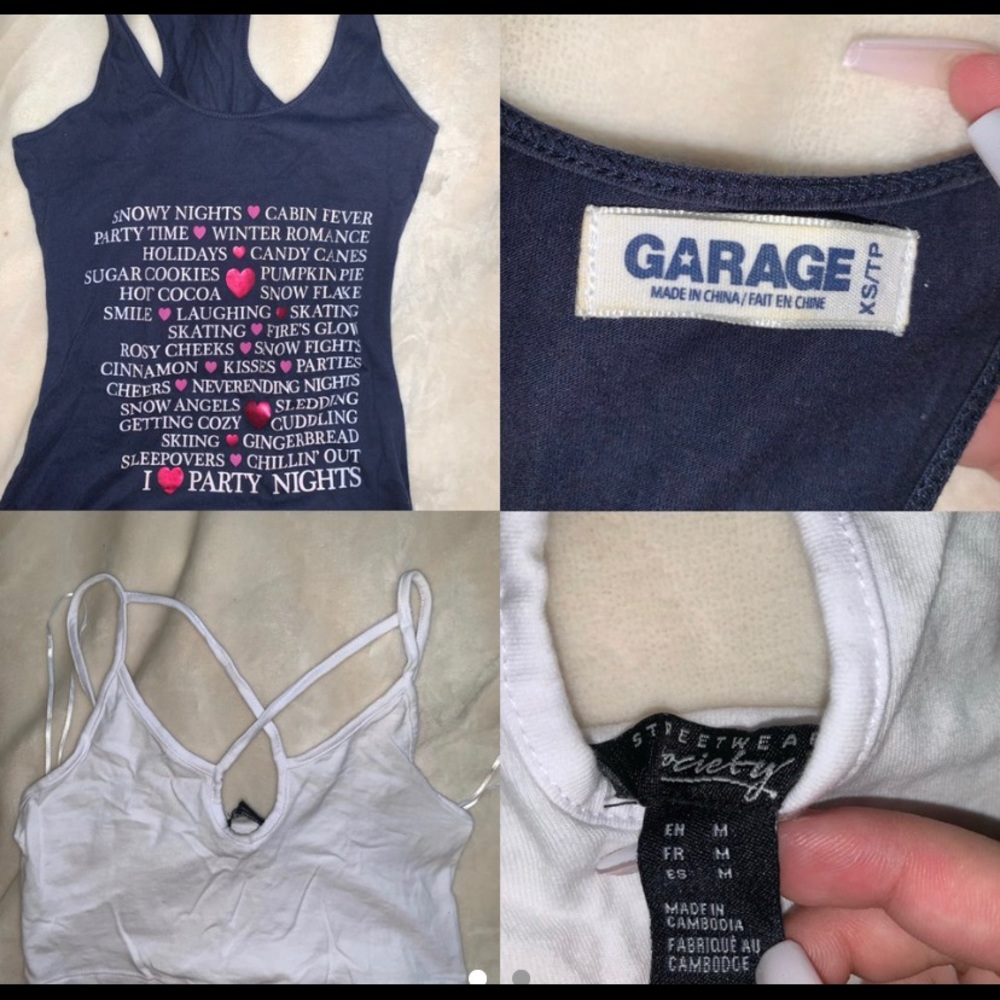 SNOWY NIGHTS ♥ CABIN FEVER
PARTY TIME ♥ WINTER ROMANCE
HOLIDAYS ♥ CANDY CANES
SUGAR COOKIES ♥ PUMPKIN PIE
HOT COCOA SNOW FLAKE
SMILE ♥ LAUGHING ♥ SKATING
SKATING ♥ FIRE'S GLOW
ROSY CHEEKS ♥ SNOW FIGHTS
CINNAMON ♥ KISSES ♥ PARTIES
CHEERS ♥ NEVERENDING NIGHTS
SNOW ANGELS ♥ SLEDDING
GETTING COZY CUDDLING
SKIING ♥ GINGERBREAD
SLEEPOVERS ♥ CHILLIN' OUT
I ♥ PARTY NIGHTS
GARAGE
MADE IN CHINA / FAIT EN CHINE
XS/TP
STREETWEAR
ociety
EN M
FR M
ES M
MADE IN
CAMBODIA
FABRIQUÉ AU
CAMBODGE